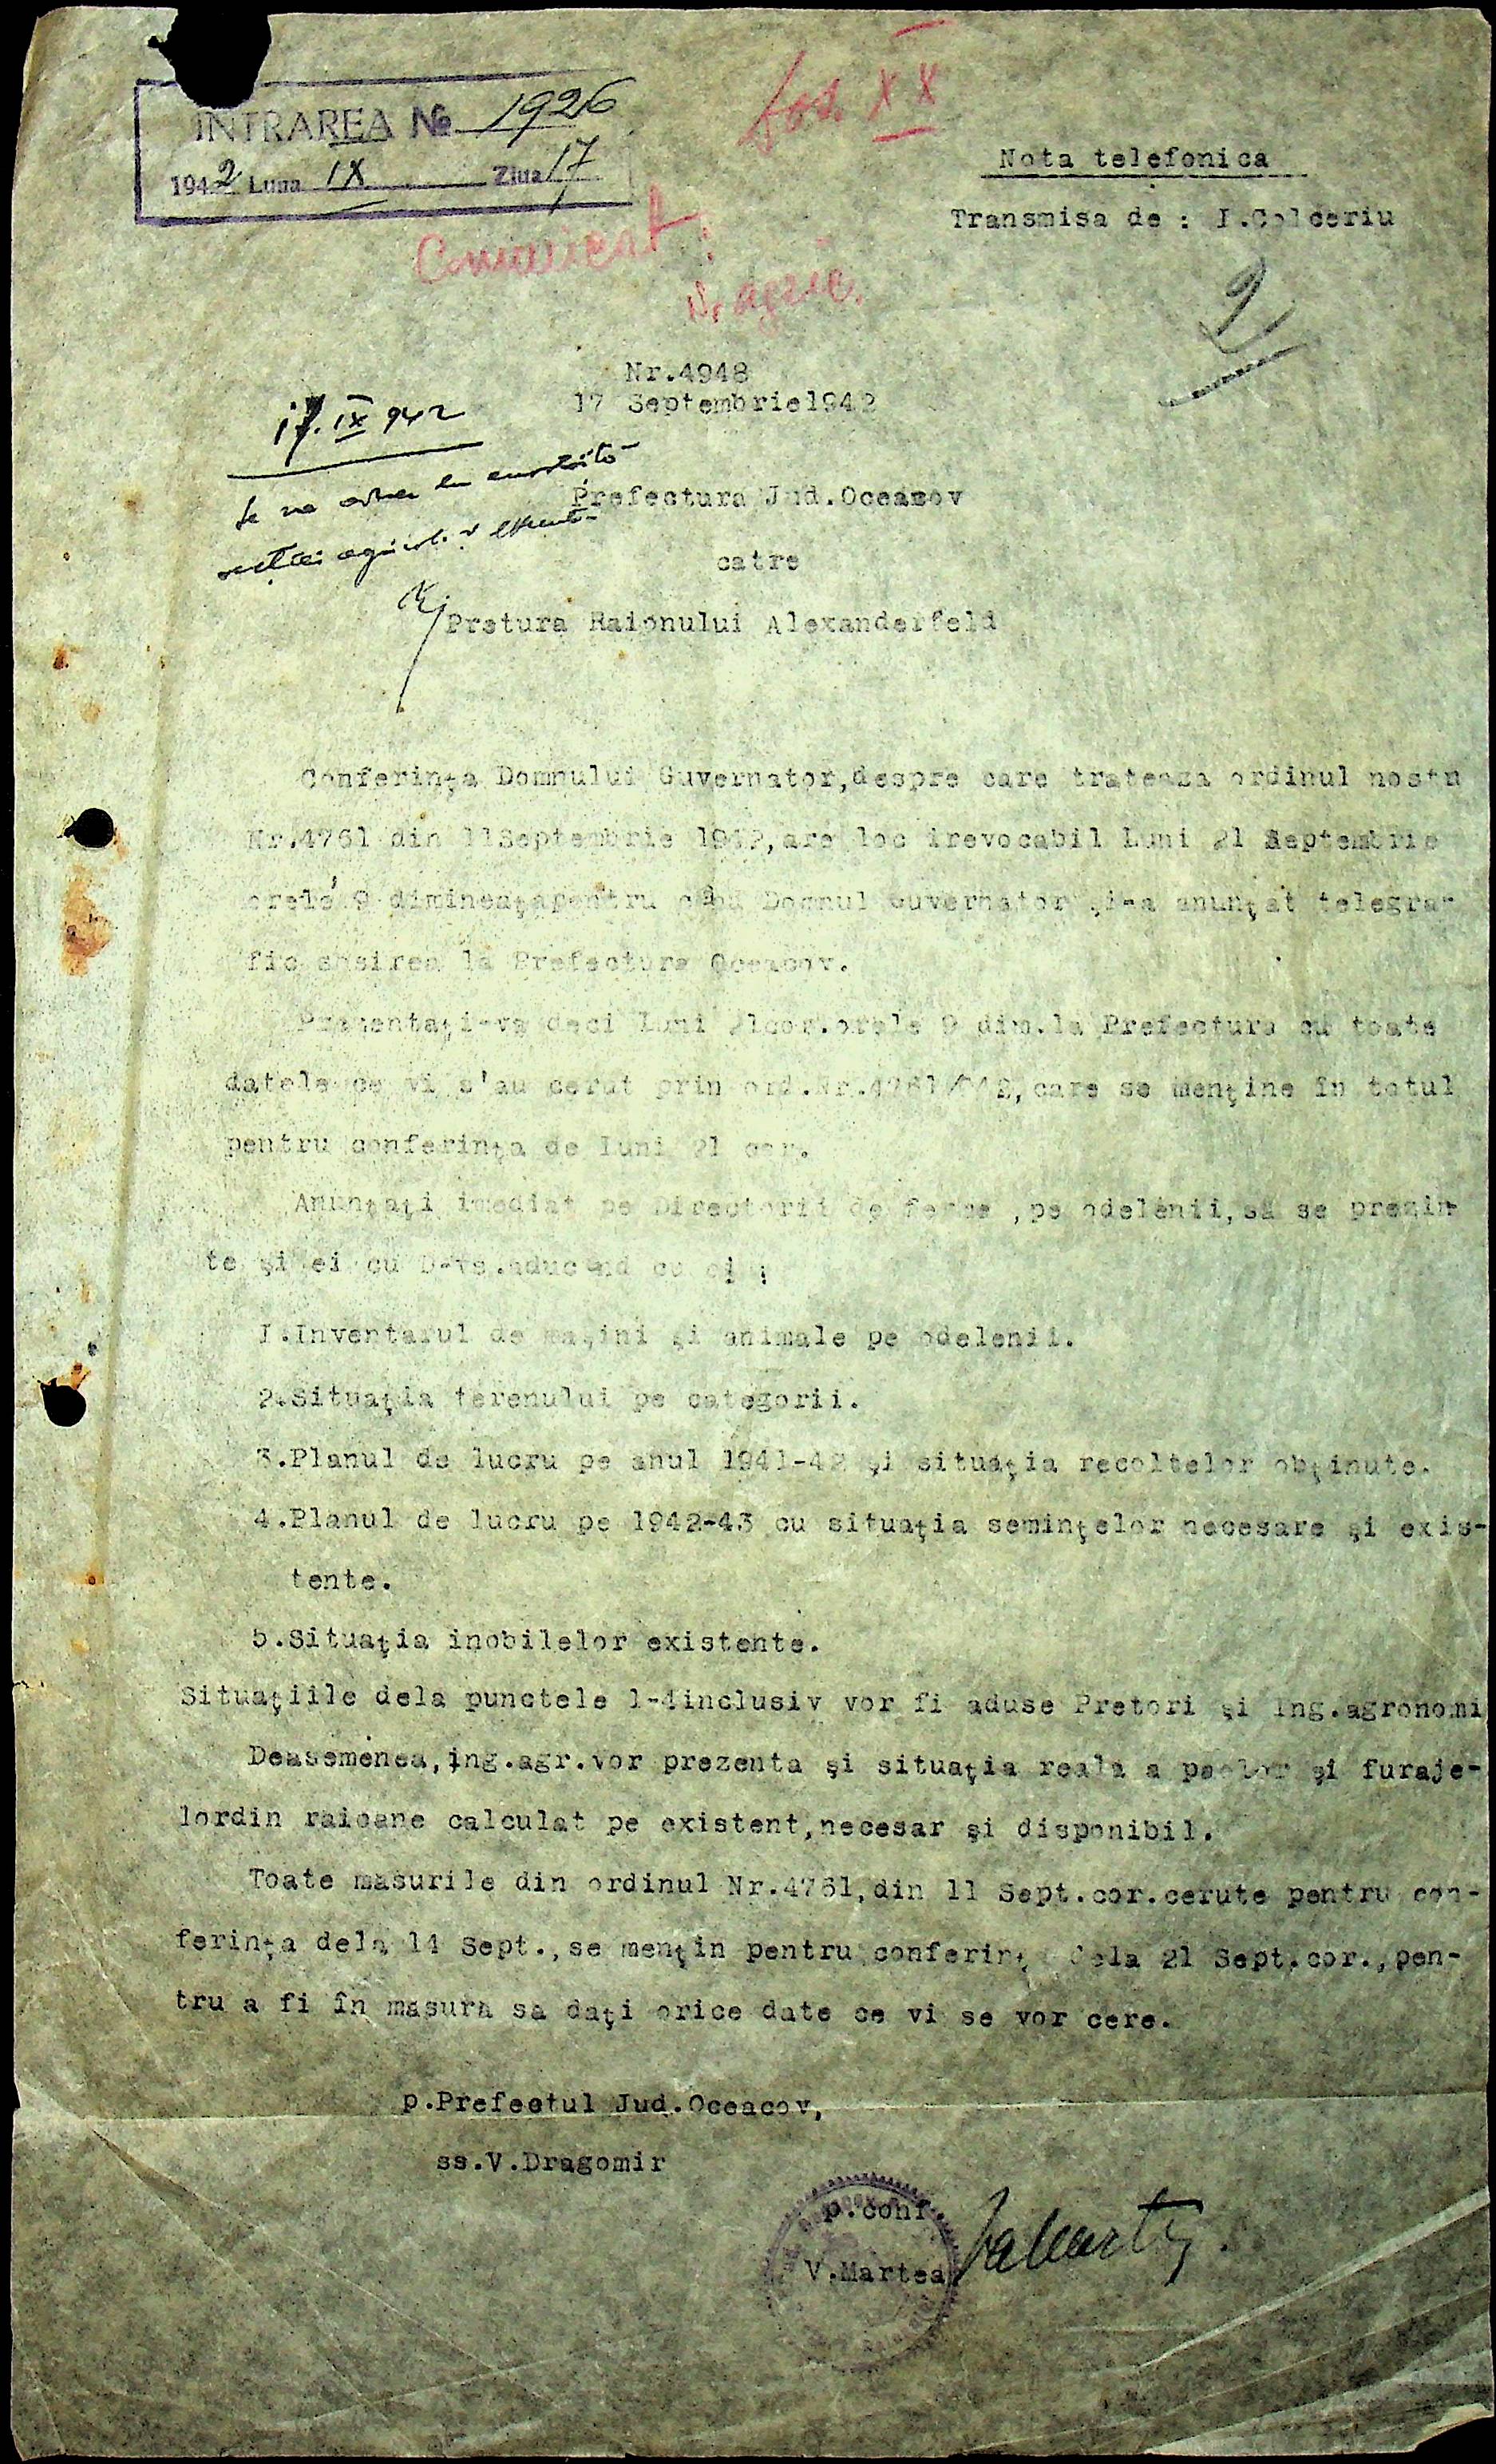 INTRAREA № 1926
1942 Luna IX Ziua 17
XX
Nota telefonica
Transmisa de : I.Colceriu
Comunicat
agric.
Nr.4948
17 Septembrie1942
17. IX 942
Prefectura Jud.Oceacov
catre
Pretura Raionului Alexanderfeld
Conferinţa Domnului Guvernator,despre care trateaza ordinul nostru
Nr.4761 din 11Septembrie 1942,are loc irevocabil Luni 21 Septembrie
orele 9 dimineaţapentru când Domnul Guvernator şi-a anunţat telegra-
fic sosirea la Prefectura Oceacov.
Prezentaţi-va deci Luni 21cor.orele 9 dim.la Prefectura cu toate
datele ce vi s'au cerut prin ord.Nr.4761/942,care se menţine în totul
pentru conferinţa de luni 21 cor.
Anunţaţi imediat pe Directorii de ferme ,pe odelenii,să se prezin-
te şi ei cu D-vs.aducand cu ei :
1.Inventarul de maşini şi animale pe odelenii.
2.Situaţia terenului pe categorii.
3.Planul de lucru pe anul 1941-42 şi situaţia recoltelor obţinute.
4.Planul de lucru pe 1942-43 cu situaţia seminţelor necesare şi exis-
tente.
5.Situaţia inobilelor existente.
Situaţiile dela punctele 1-4inclusiv vor fi aduse Pretori şi Ing.agronomi
Deasemenea,ing.agr.vor prezenta şi situaţia reala a paelor şi furaje-
lordin raioane calculat pe existent,necesar şi disponibil.
Toate masurile din ordinul Nr.4761,din 11 Sept.cor.cerute pentru con-
ferinţa dela 14 Sept.,se menţin pentru conferinţ dela 21 Sept.cor.,pen-
tru a fi în masura sa daţi orice date ce vi se vor cere.
p.Prefectul Jud.Oceacov,
ss.V.Dragomir
p.conf.
V.Martea